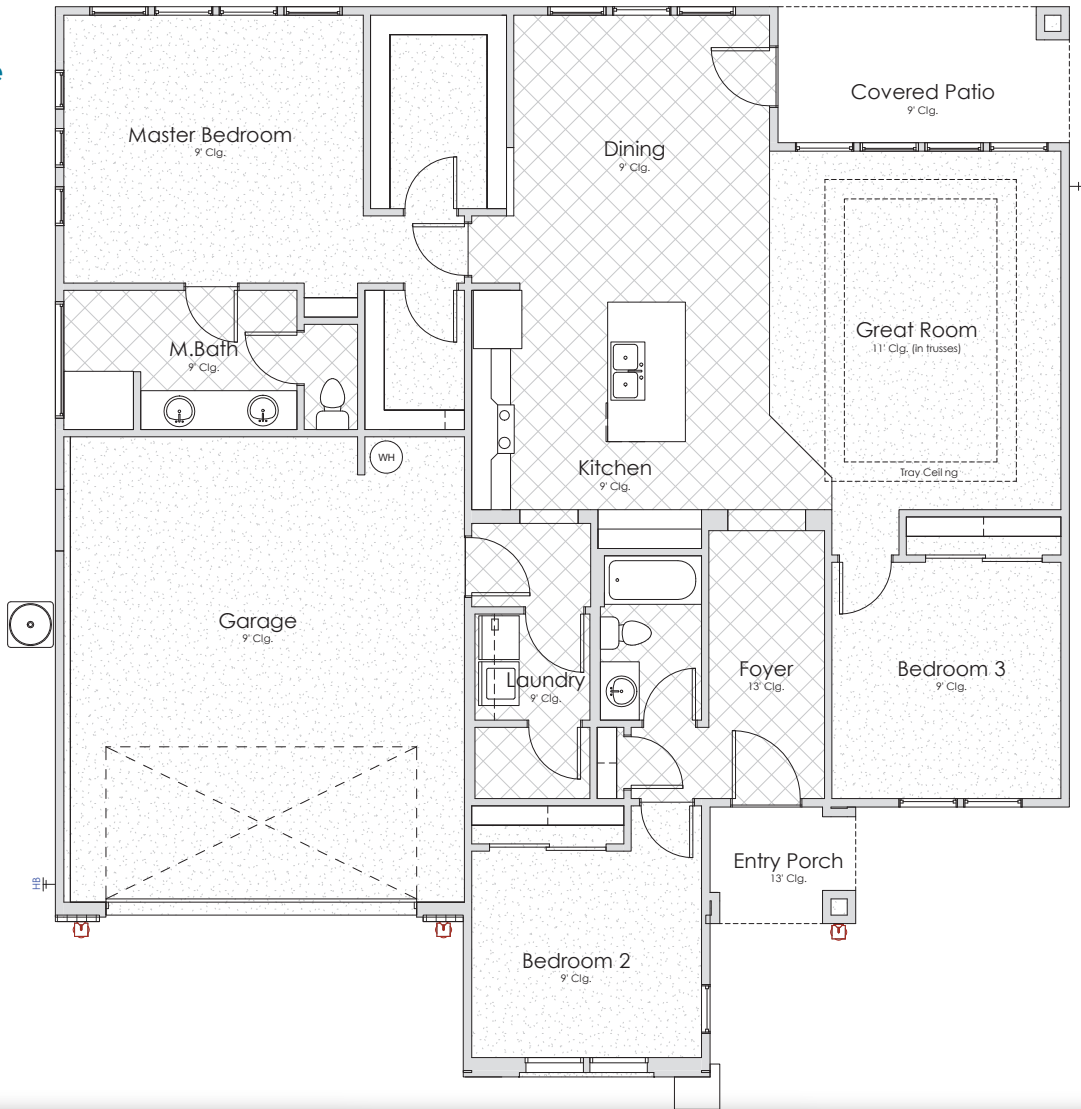 e
Covered Patio
9' Clg.
Master Bedroom
9' Clg.
Dining
9' Clg.
Great Room
11' Clg. (in trusses)
M.Bath
9' Clg.
Tray Ceiling
Kitchen
9' Clg.
WH
Garage
9' Clg.
Laundry
9' Clg.
Foyer
13' Clg.
Bedroom 3
9' Clg.
Entry Porch
13' Clg.
HB
Bedroom 2
9' Clg.